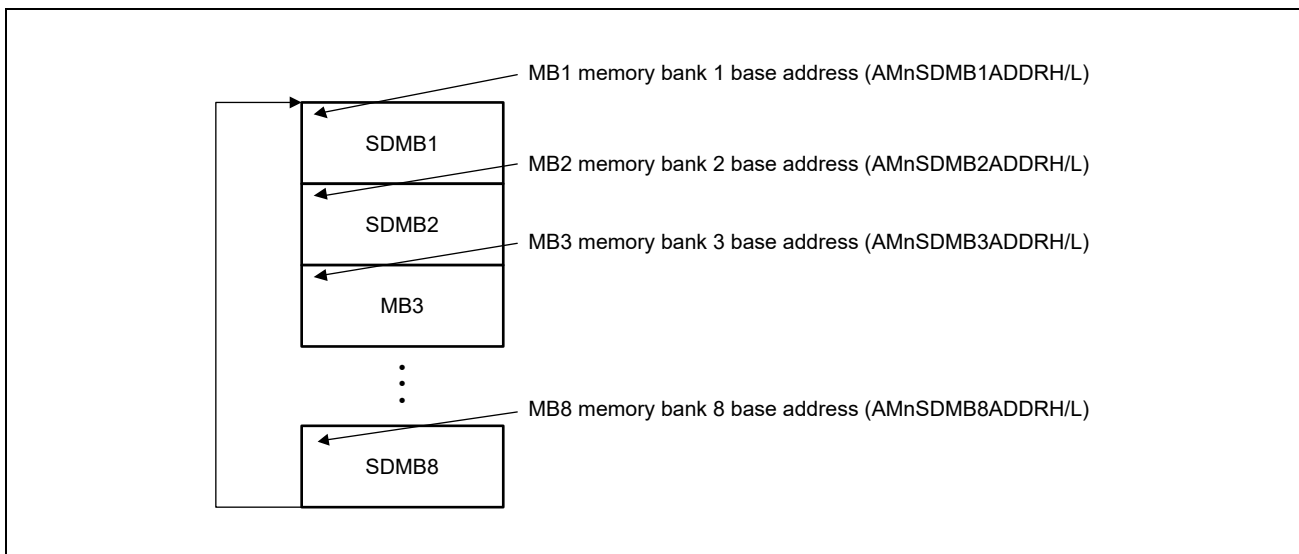 MB1 memory bank 1 base address (AMnSDMB1ADDRH/L)
SDMB1
MB2 memory bank 2 base address (AMnSDMB2ADDRH/L)
SDMB2
MB3 memory bank 3 base address (AMnSDMB3ADDRH/L)
MB3
MB8 memory bank 8 base address (AMnSDMB8ADDRH/L)
SDMB8